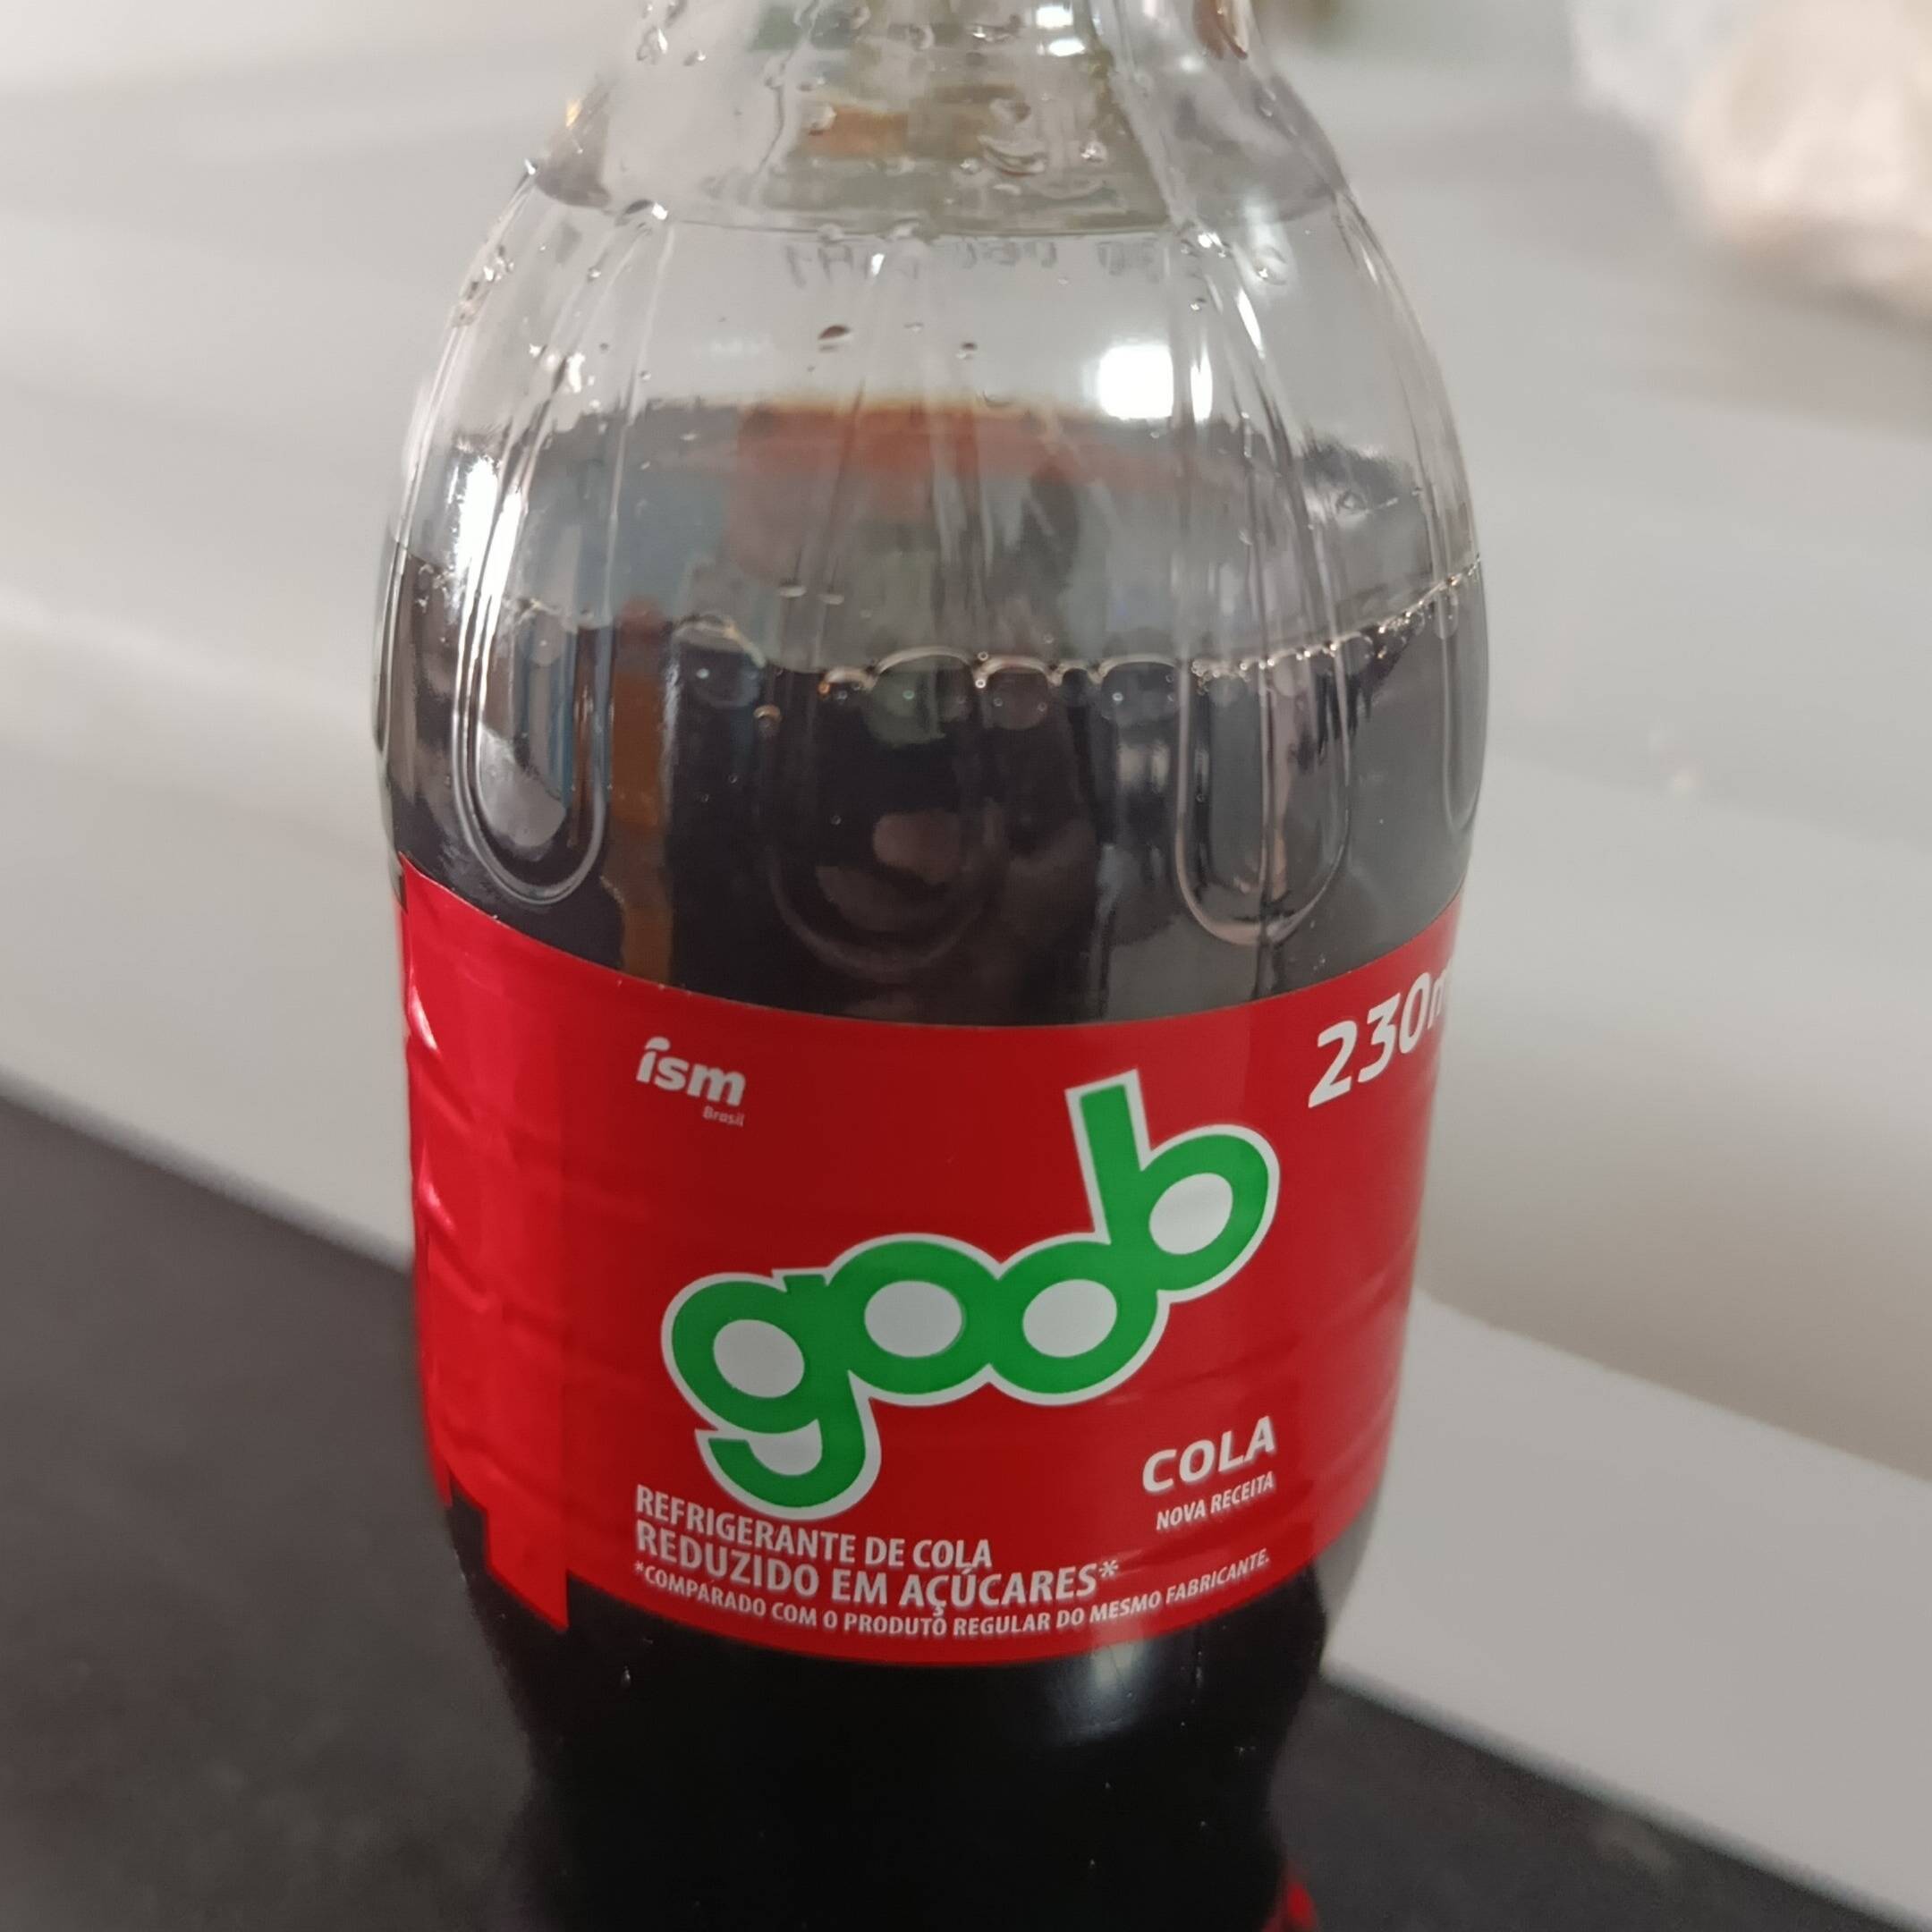 ism
Brasil
230m
goob
COLA
NOVA RECEITA
REFRIGERANTE DE COLA
REDUZIDO EM AÇÚCARES*
*COMPARADO COM O PRODUTO REGULAR DO MESMO FABRICANTE.